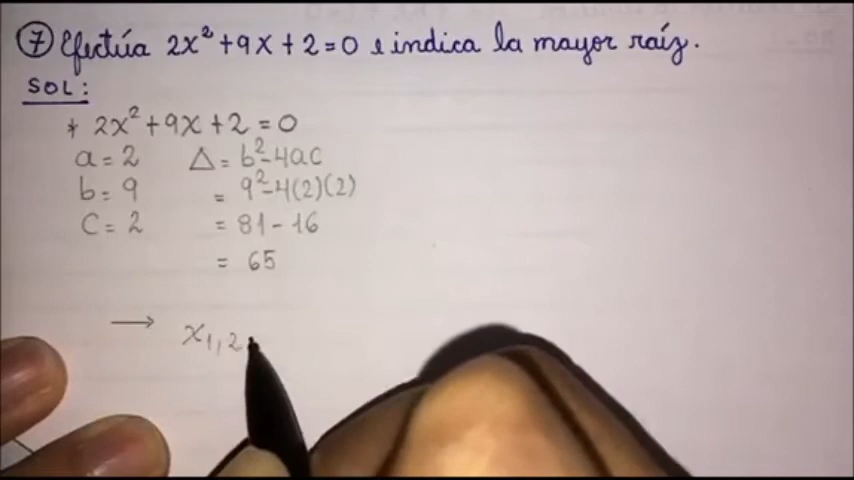 ⑦ Efectúa 2x² + 9x + 2 = 0 e indica la mayor raíz.
SOL:
* 2x² + 9x + 2 = 0
a = 2 △ = b² - 4ac
b = 9 = 9² - 4(2)(2)
C = 2 = 81 - 16
= 65
→ x₁,₂